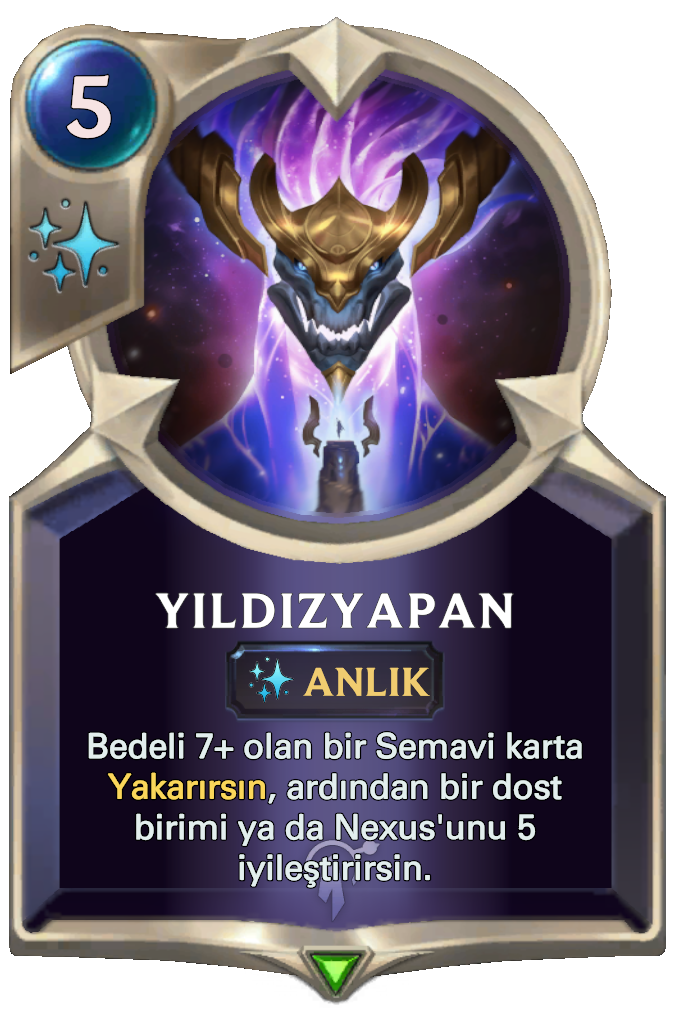 5
YILDIZYAPAN
ANLIK
Bedeli 7+ olan bir Semavi karta
Yakarırsın, ardından bir dost
birimi ya da Nexus'unu 5
iyileştirirsin.